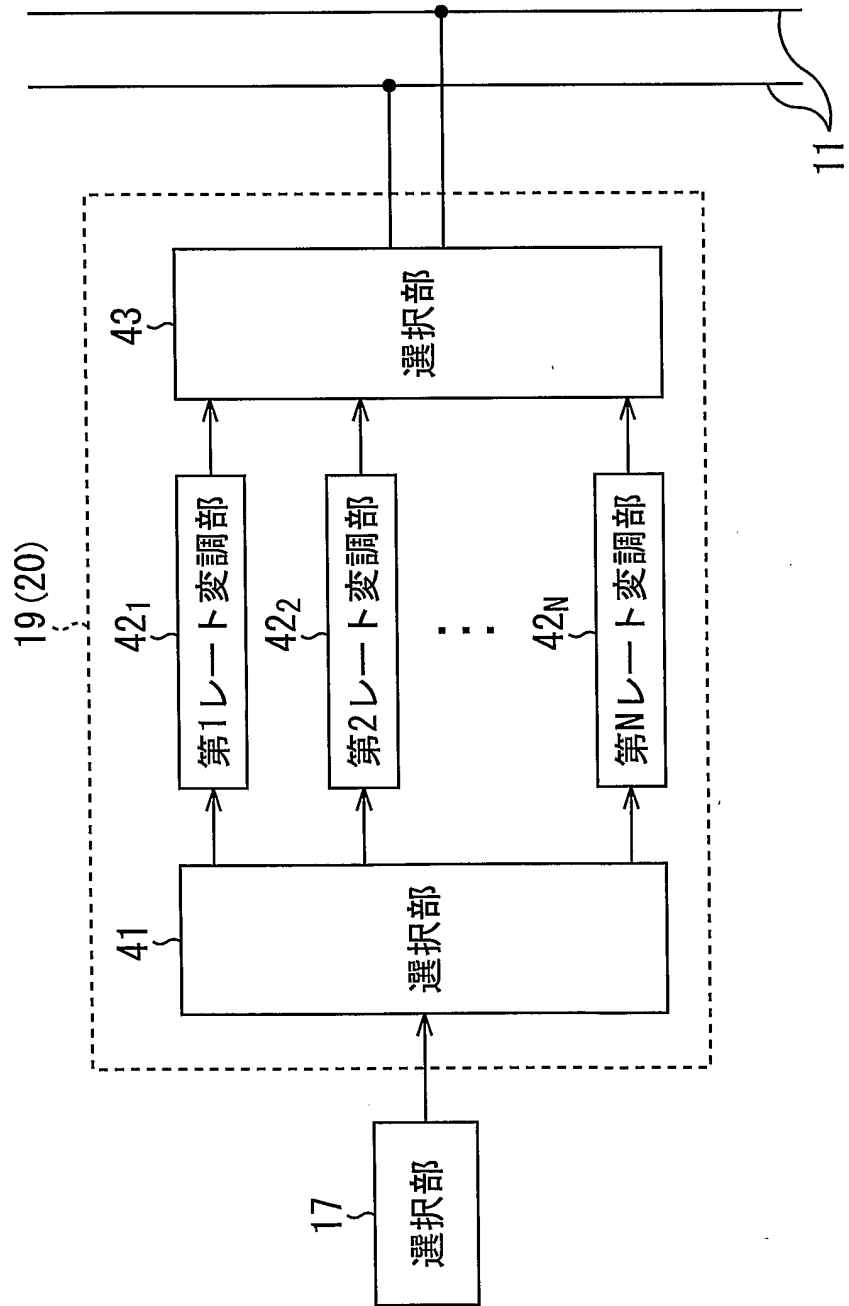 19(20)
17
選択部
41
選択部
42₁
第1レート変調部
42₂
第2レート変調部
・・・
42N
第Nレート変調部
43
選択部
11